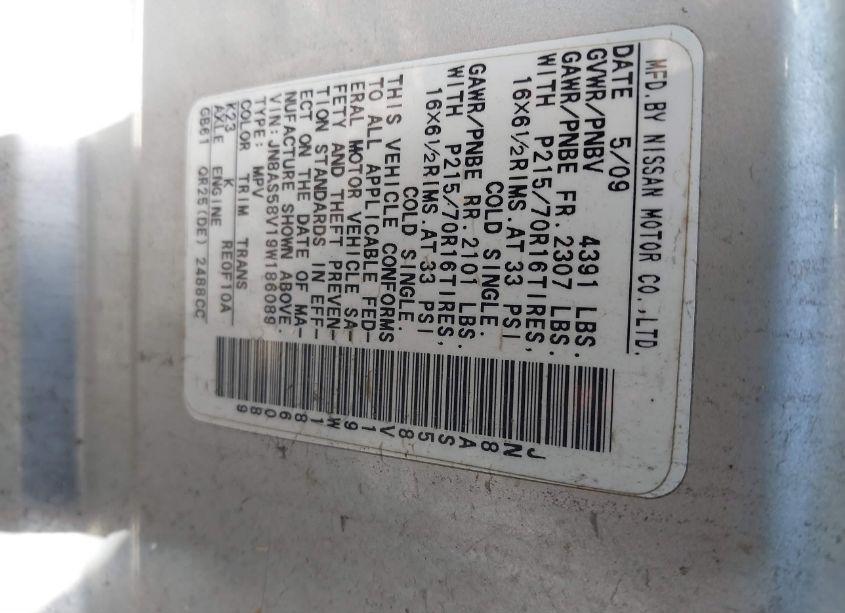 MFD. BY NISSAN MOTOR CO.,LTD.
DATE 5/09
GVWR/PNBV 4391 LBS.
GAWR/PNBE FR. 2307 LBS.
WITH P215/70R16TIRES,
16X6½RIMS.AT 33 PSI
COLD SINGLE.
GAWR/PNBE RR. 2101 LBS.
WITH P215/70R16TIRES,
16X6½RIMS.AT 33 PSI
COLD SINGLE.
THIS VEHICLE CONFORMS
TO ALL APPLICABLE FED-
ERAL MOTOR VEHICLE SA-
FETY AND THEFT PREVEN-
TION STANDARDS IN EFF-
ECT ON THE DATE OF MA-
NUFACTURE SHOWN ABOVE.
VIN:JN8AS58V19W186089
TYPE: MPV
COLOR TRIM TRANS
K23 K RE0F10A
AXLE ENGINE
GB61 QR25(DE) 2488CC
JN8AS58V19W186089